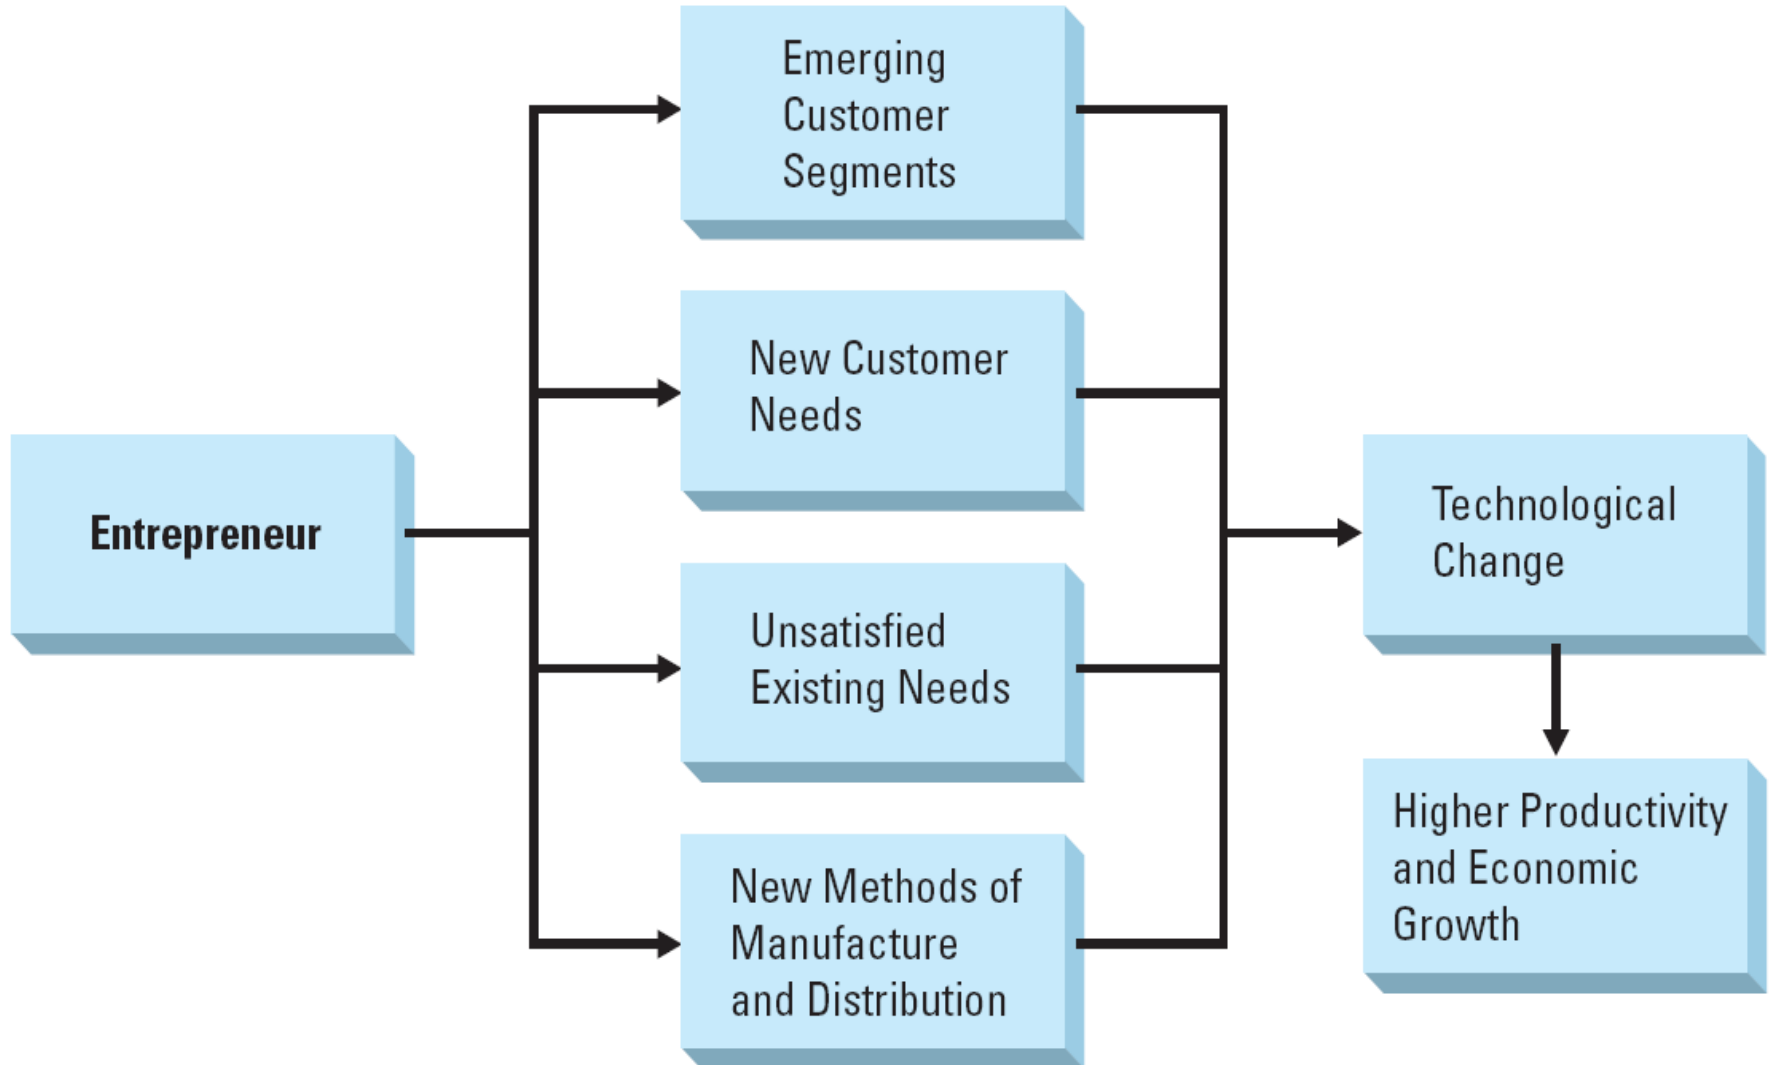 Entrepreneur
Emerging
Customer
Segments
New Customer
Needs
Unsatisfied
Existing Needs
New Methods of
Manufacture
and Distribution
Technological
Change
Higher Productivity
and Economic
Growth